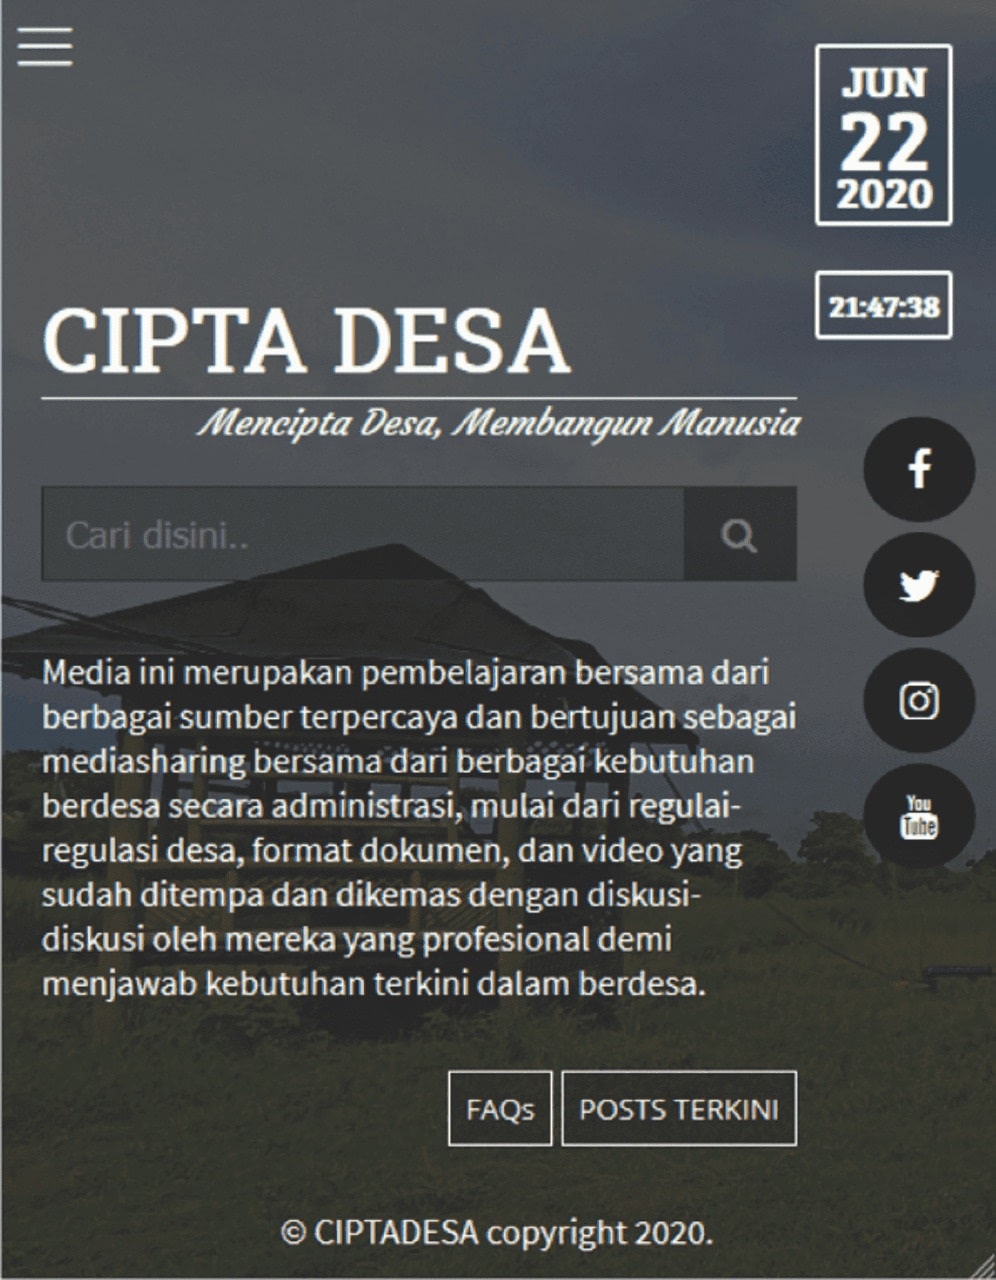 JUN
22
2020
21:47:38
CIPTA DESA
Mencipta Desa, Membangun Manusia
Cari disini..
Media ini merupakan pembelajaran bersama dari
berbagai sumber terpercaya dan bertujuan sebagai
mediasharing bersama dari berbagai kebutuhan
berdesa secara administrasi, mulai dari regulai-
regulasi desa, format dokumen, dan video yang
sudah ditempa dan dikemas dengan diskusi-
diskusi oleh mereka yang profesional demi
menjawab kebutuhan terkini dalam berdesa.
You
Tube
FAQs
POSTS TERKINI
© CIPTADESA copyright 2020.